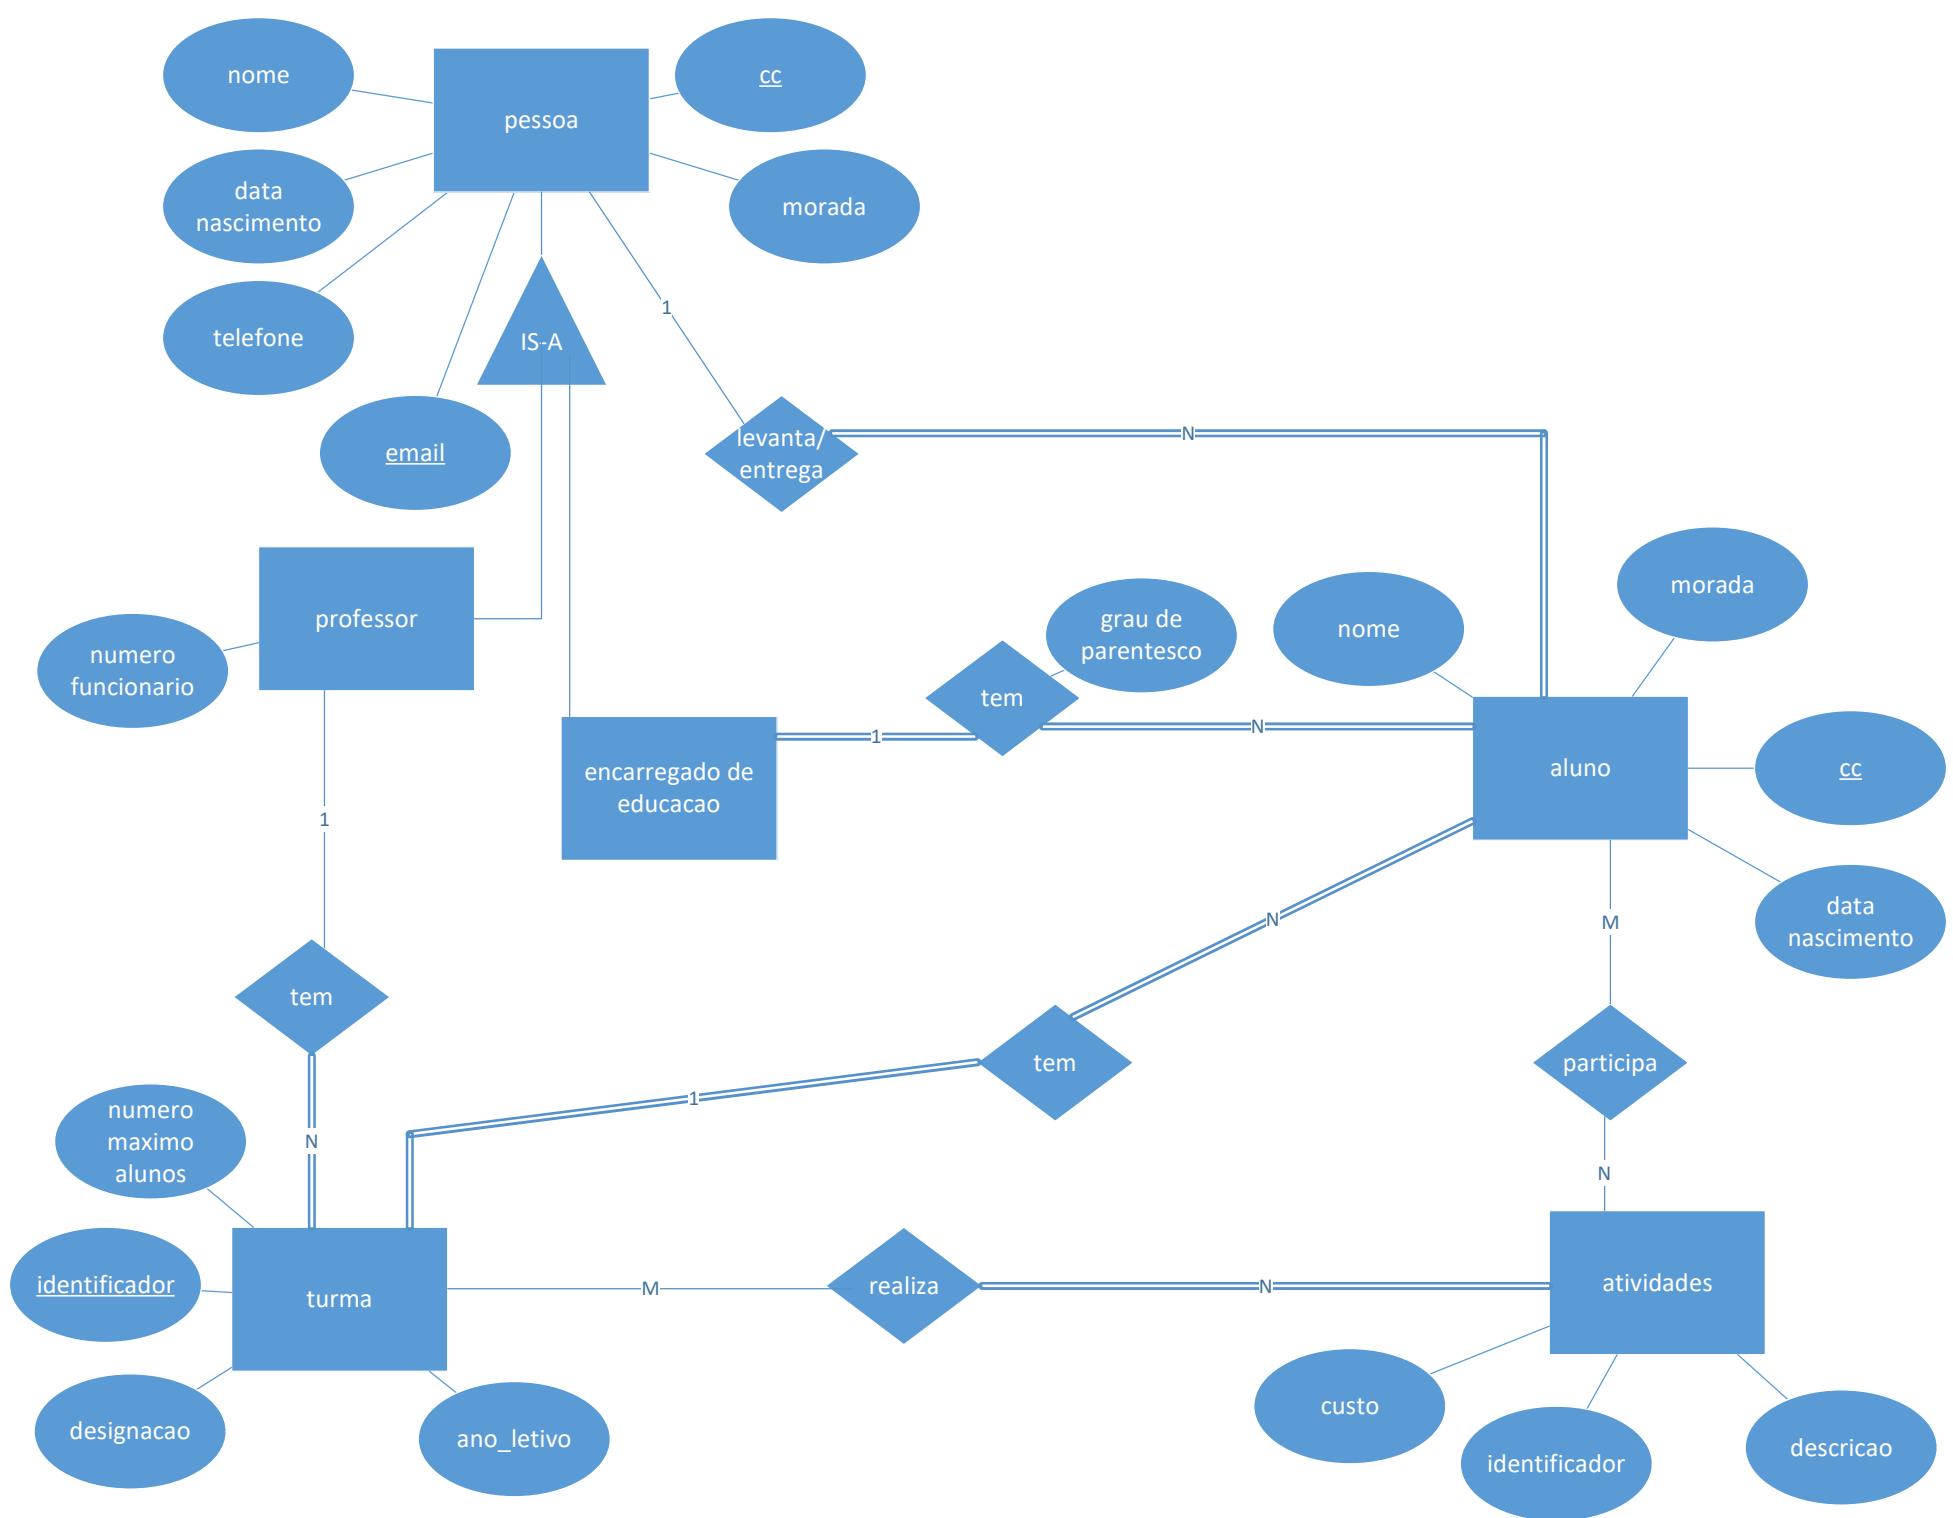 nome
pessoa
cc
data
nascimento
morada
telefone
IS-A
1
email
levanta/
entrega
N
professor
numero
funcionario
grau de
parentesco
nome
morada
tem
1
N
encarregado de
educacao
aluno
cc
1
N
M
data
nascimento
tem
tem
participa
numero
maximo
alunos
N
1
N
identificador
turma
M
realiza
N
atividades
designacao
ano_letivo
custo
identificador
descricao